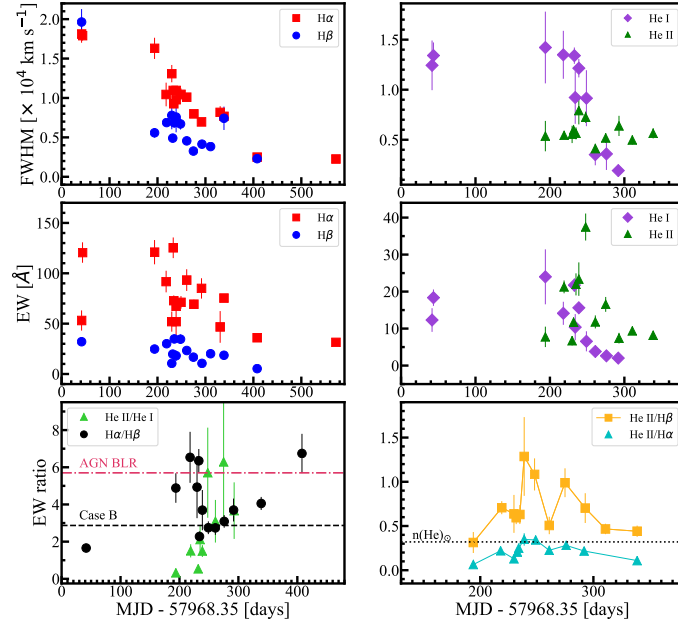 2.0
1.5
1.0
0.5
0.0
FWHM [ × 10⁴ km s⁻¹]
Hα
Hβ
0 100 200 300 400 500
1.5
1.0
0.5
He I
He II
100 200 300
150
100
50
0
EW [Å]
Hα
Hβ
0 100 200 300 400 500
40
30
20
10
0
He I
He II
100 200 300
8
6
4
2
0
EW ratio
He II/He I
Hα/Hβ
AGN BLR
Case B
0 100 200 300 400
MJD - 57968.35 [days]
1.5
1.0
0.5
0.0
He II/Hβ
He II/Hα
n(He)⊙
200 300
MJD - 57968.35 [days]